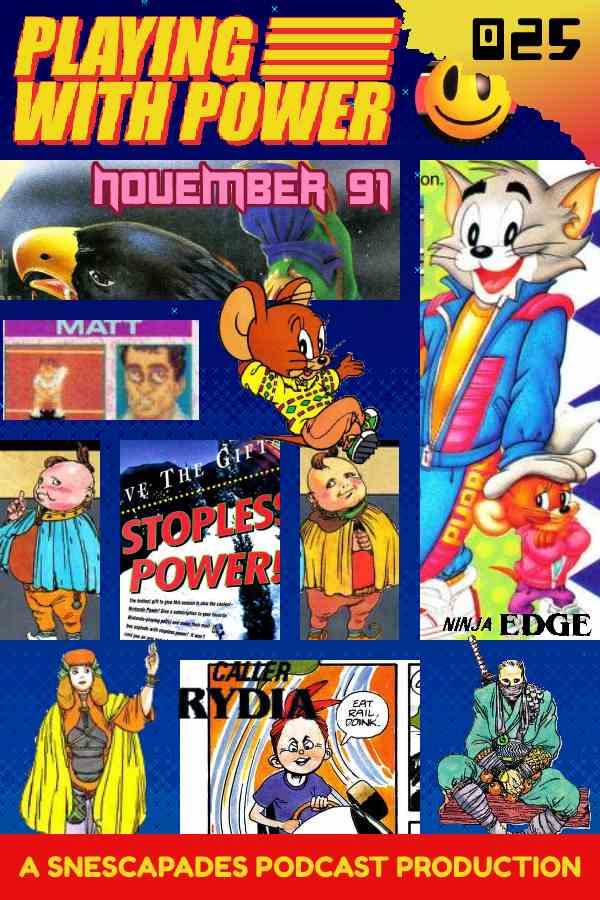 PLAYING
WITH POWER
025
NOVEMBER 91
on.
MATT
VE THE GIFT
STOPLESS
POWER!
PUPPY
NINJA EDGE
CALLER
RYDIA
EAT
RAIL,
DOINK.
A SNESCAPADES PODCAST PRODUCTION